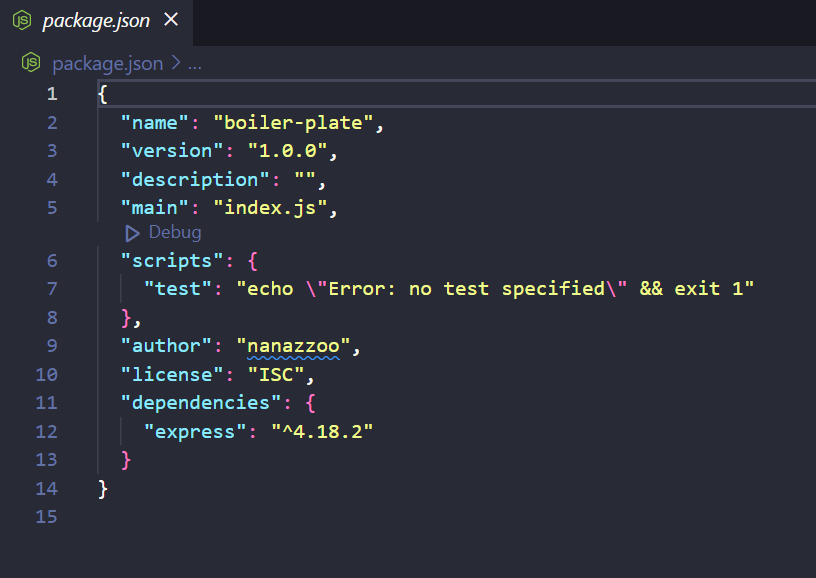 package.json ×
package.json > ...
1 {
2 "name": "boiler-plate",
3 "version": "1.0.0",
4 "description": "",
5 "main": "index.js",
Debug
6 "scripts": {
7 "test": "echo \"Error: no test specified\" && exit 1"
8 },
9 "author": "nanazzoo",
10 "license": "ISC",
11 "dependencies": {
12 "express": "^4.18.2"
13 }
14 }
15